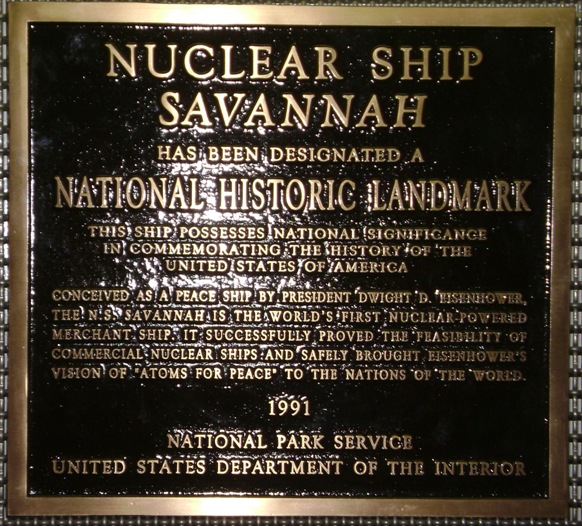 NUCLEAR SHIP
SAVANNAH
HAS BEEN DESIGNATED A
NATIONAL HISTORIC LANDMARK
THIS SHIP POSSESSES NATIONAL SIGNIFICANCE
IN COMMEMORATING THE HISTORY OF THE
UNITED STATES OF AMERICA
CONCEIVED AS A PEACE SHIP BY PRESIDENT DWIGHT D. EISENHOWER,
THE N.S. SAVANNAH IS THE WORLD'S FIRST NUCLEAR-POWERED
MERCHANT SHIP. IT SUCCESSFULLY PROVED THE FEASIBILITY OF
COMMERCIAL NUCLEAR SHIPS AND SAFELY BROUGHT EISENHOWER'S
VISION OF "ATOMS FOR PEACE" TO THE NATIONS OF THE WORLD.
1991
NATIONAL PARK SERVICE
UNITED STATES DEPARTMENT OF THE INTERIOR